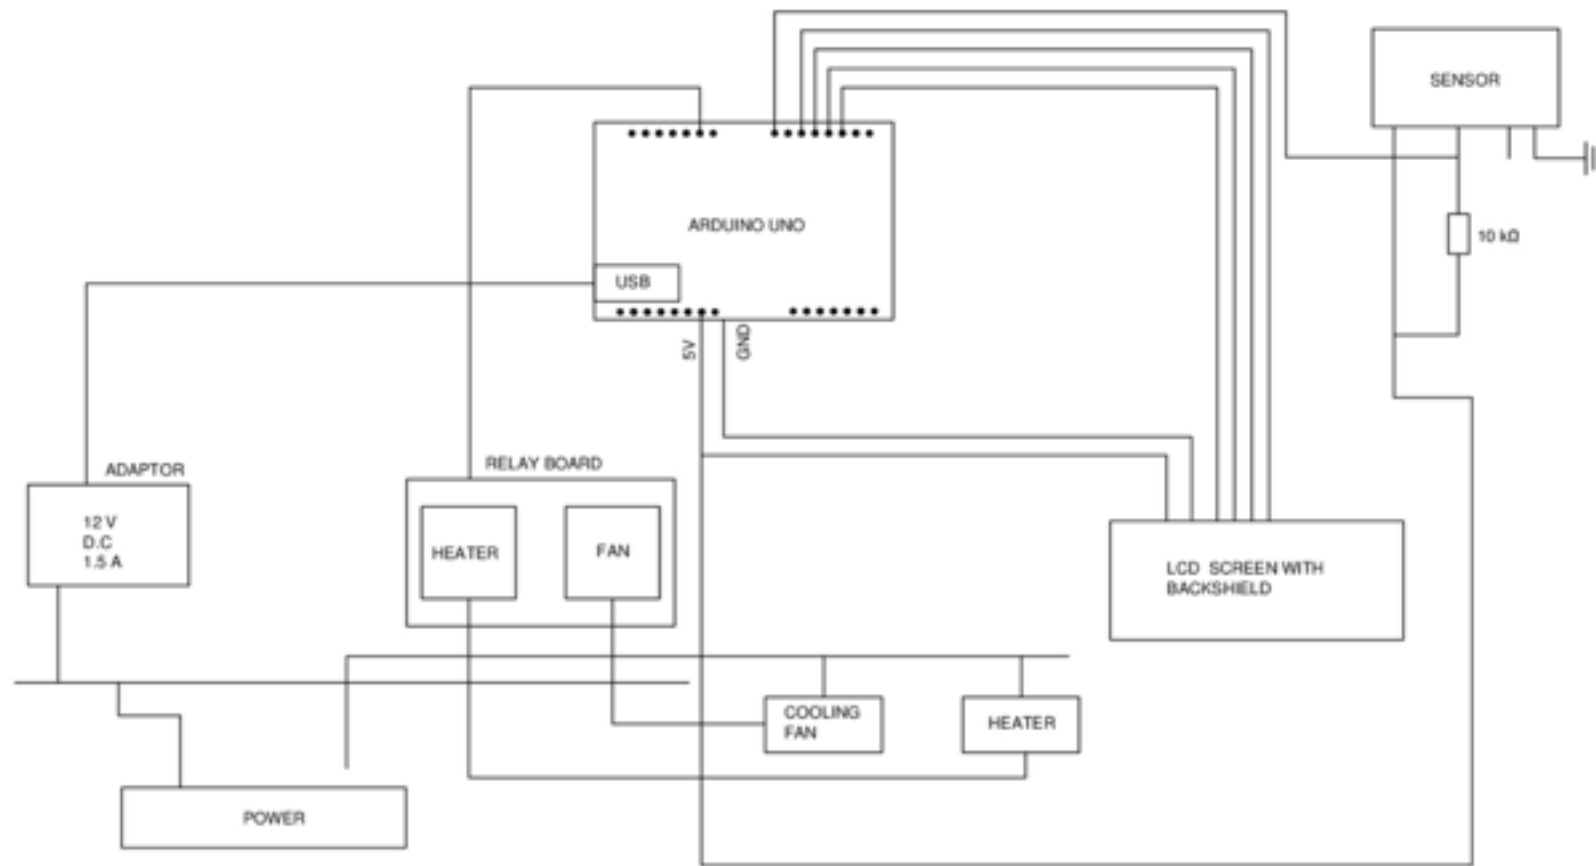 SENSOR
ARDUINO UNO
10 kΩ
USB
5V
GND
ADAPTOR
12 V
D.C
1.5 A
RELAY BOARD
HEATER
FAN
LCD SCREEN WITH
BACKSHIELD
COOLING
FAN
HEATER
POWER